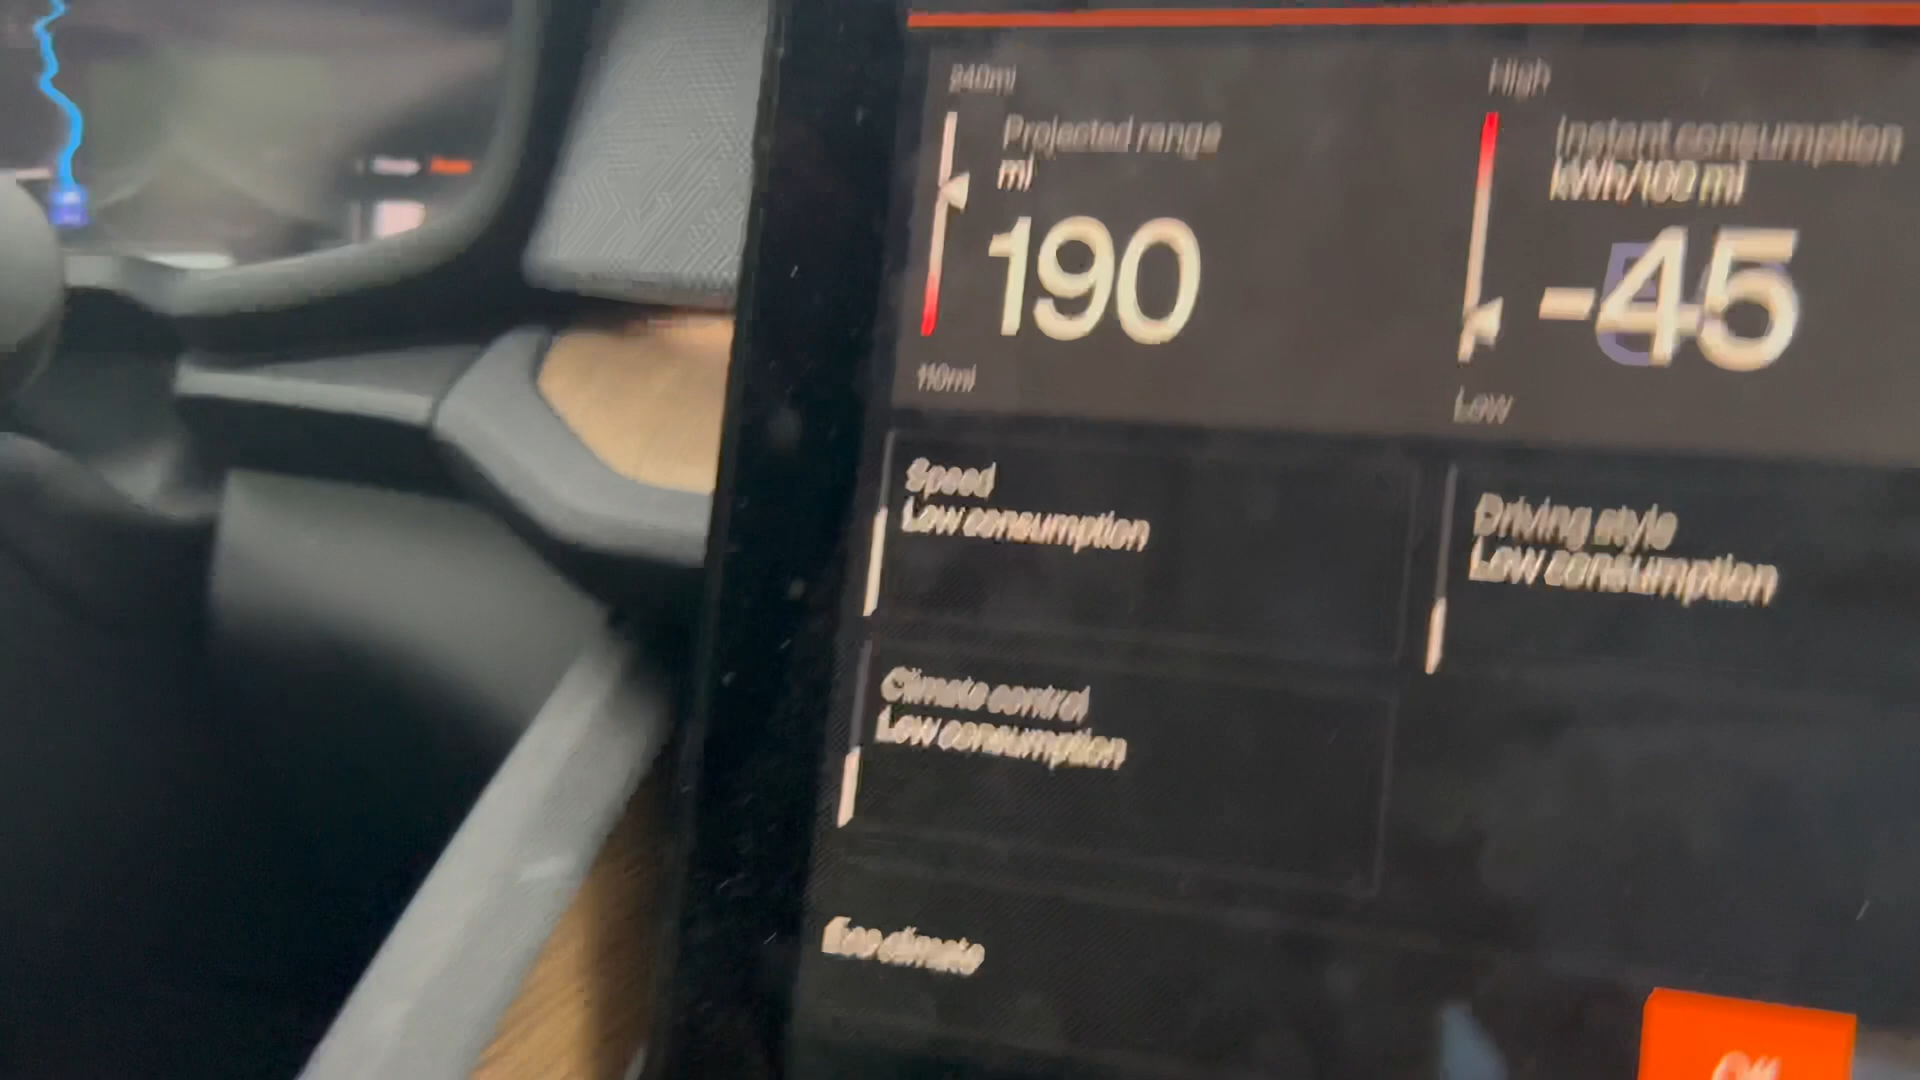 240mi
Projected range
mi
190
110mi
High
Instant consumption
kWh/100 mi
-45
Low
Speed
Low consumption
Driving style
Low consumption
Climate control
Low consumption
Eco climate
Off